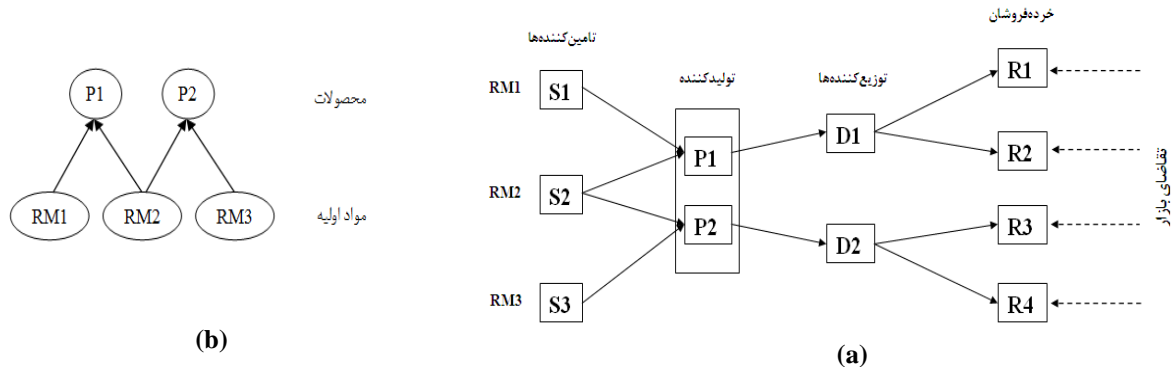 P1 P2
محصولات
RM1 RM2 RM3
مواد اولیه
(b)
خرده‌فروشان
تامین‌کننده‌ها
تولیدکننده
توزیع‌کننده‌ها
RM1 S1
R1
P1
D1
R2
RM2 S2
P2
D2
R3
RM3 S3
R4
تقاضای بازار
(a)